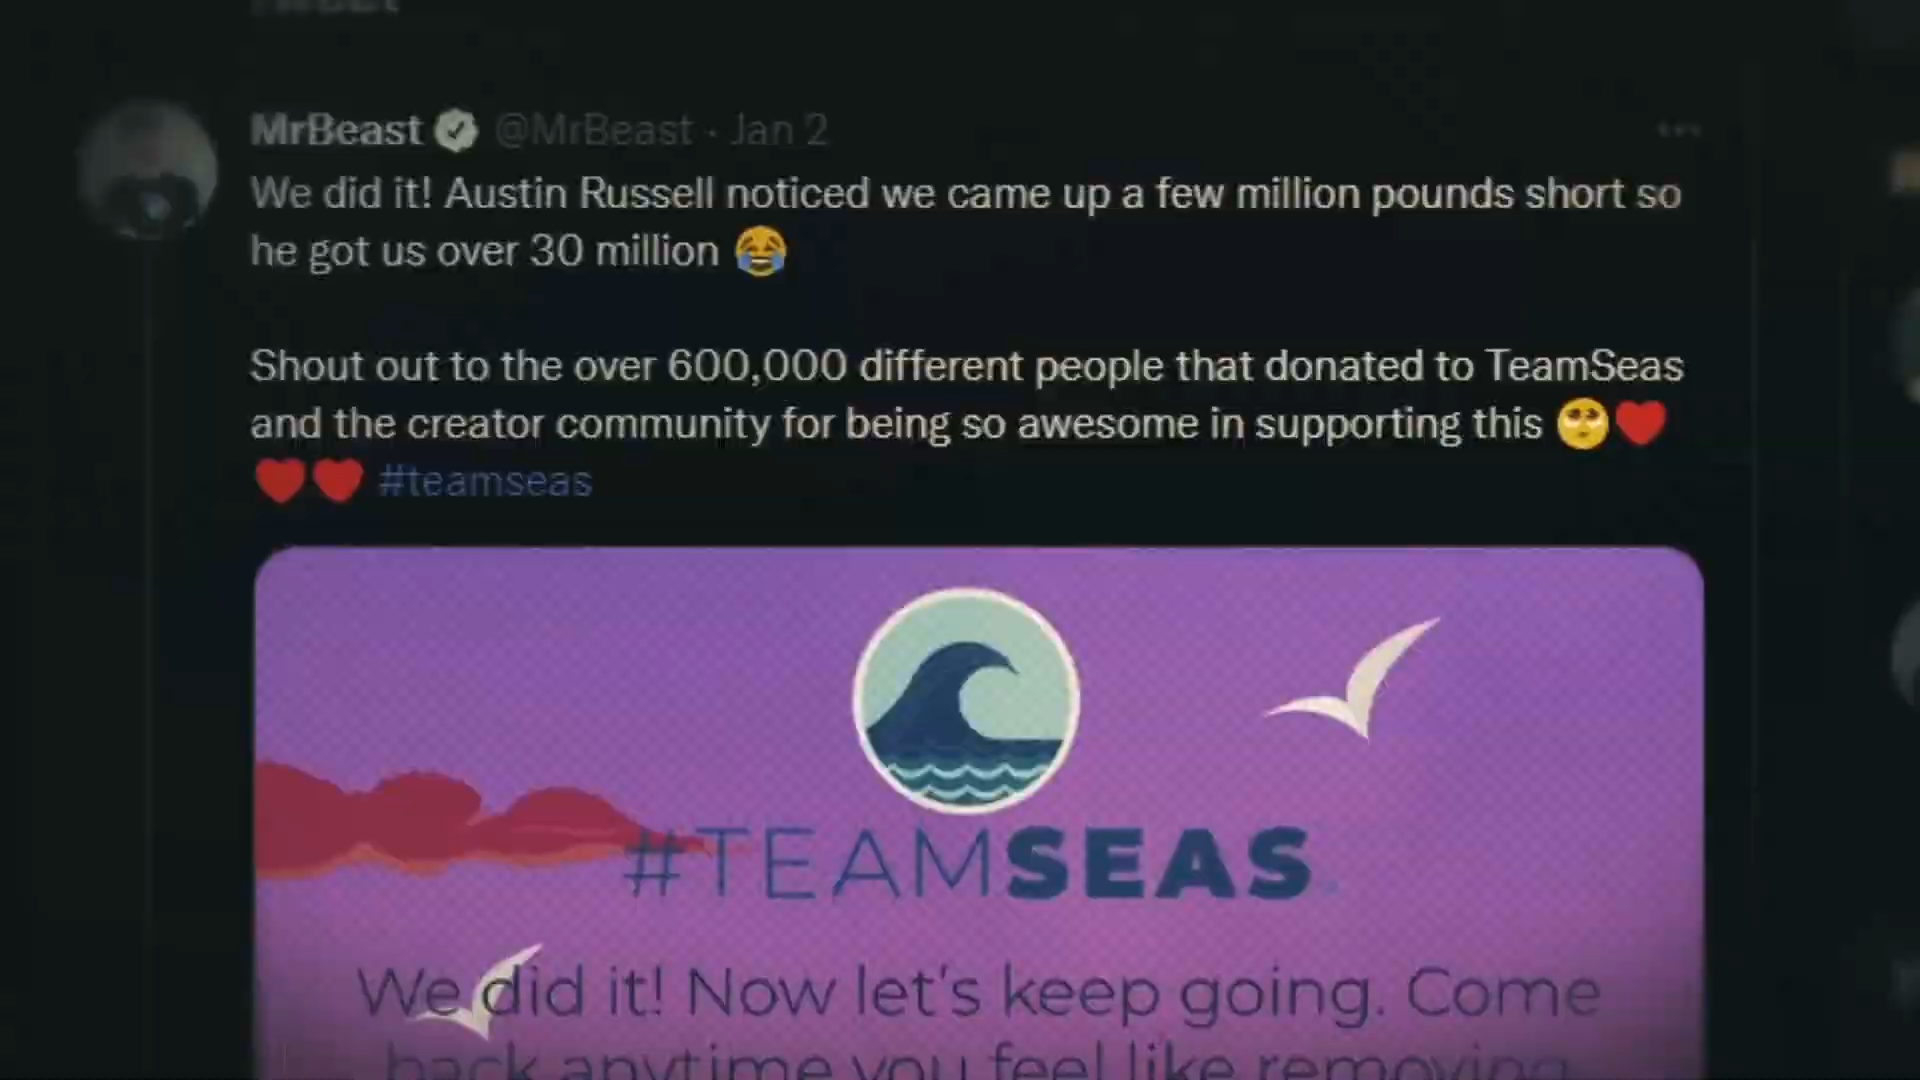 MrBeast @MrBeast · Jan 2
We did it! Austin Russell noticed we came up a few million pounds short so
he got us over 30 million 😂
Shout out to the over 600,000 different people that donated to TeamSeas
and the creator community for being so awesome in supporting this 🥺❤️
❤️❤️ #teamseas
#TEAMSEAS
We did it! Now let's keep going. Come
back anytime you feel like removing